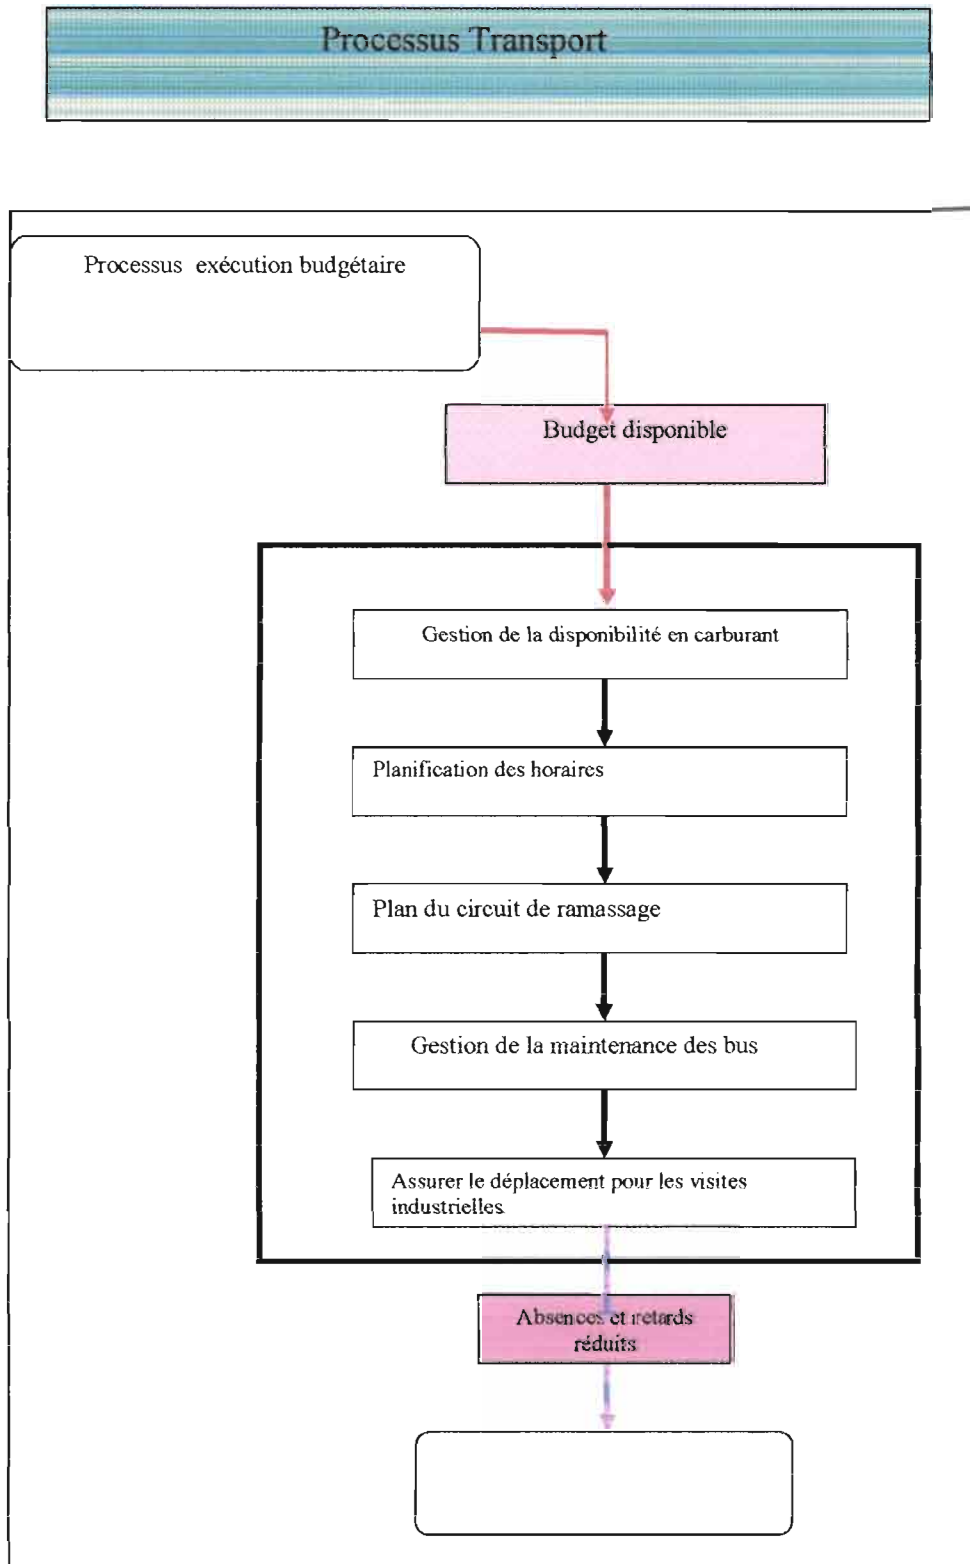 Processus Transport
Processus exécution budgétaire
Budget disponible
Gestion de la disponibilité en carburant
Planification des horaires
Plan du circuit de ramassage
Gestion de la maintenance des bus
Assurer le déplacement pour les visites
industrielles.
Absences et retards
réduits